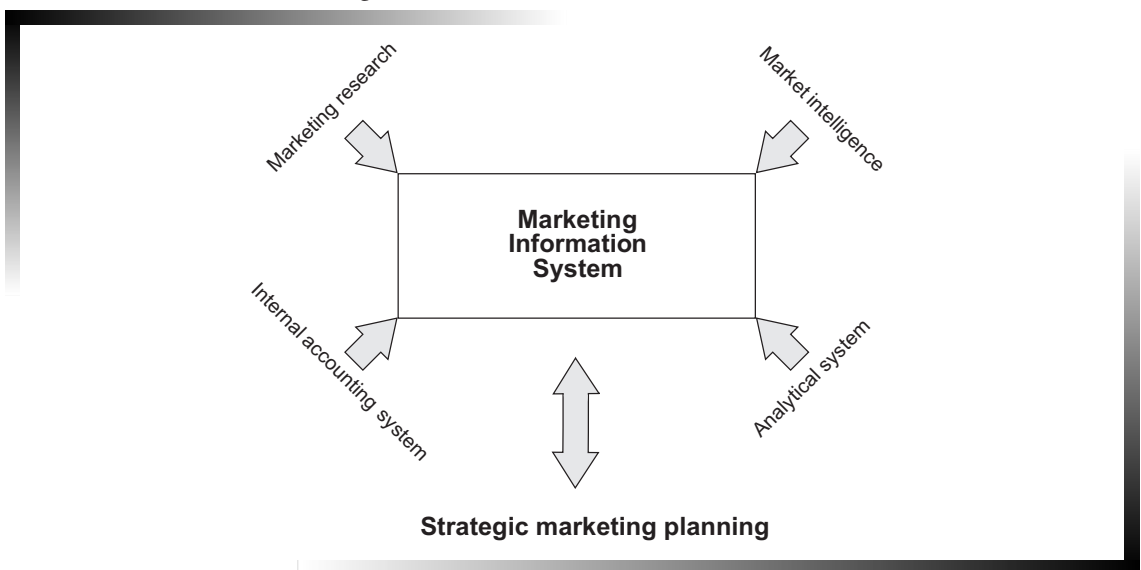 Marketing research
Market intelligence
Marketing
Information
System
Internal accounting system
Analytical system
Strategic marketing planning